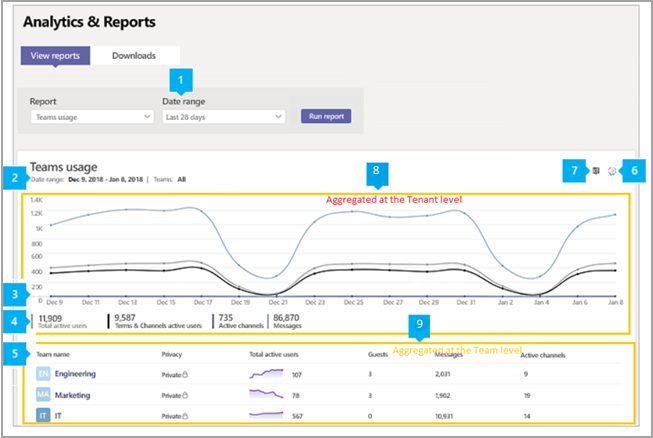 Analytics & Reports
View reports Downloads
1
Report Date range
Teams usage Last 28 days Run report
Teams usage
8
7 6
2 Date range: Dec 9. 2018 - Jan 8, 2018 | Teams: All
Aggregated at the Tenant level
1.4K
1.2K
1K
800
600
400
200
3 0
Dec 9 Dec 11 Dec 13 Dec 15 Dec 17 Dec 19 Dec 21 Dec 23 Dec 25 Dec 27 Dec 29 Dec 31 Jan 2 Jan 4 Jan 6 Jan 8
4 11,909 9,587 735 86,870
Total active users Terms & Channels active users Active channels Messages
9
Aggregated at the Team level
5 Team name Privacy Total active users Guests Messages Active channels
EN Engineering Private 107 3 2,031 9
MA Marketing Private 78 3 1,902 19
IT IT Private 567 0 10,931 14